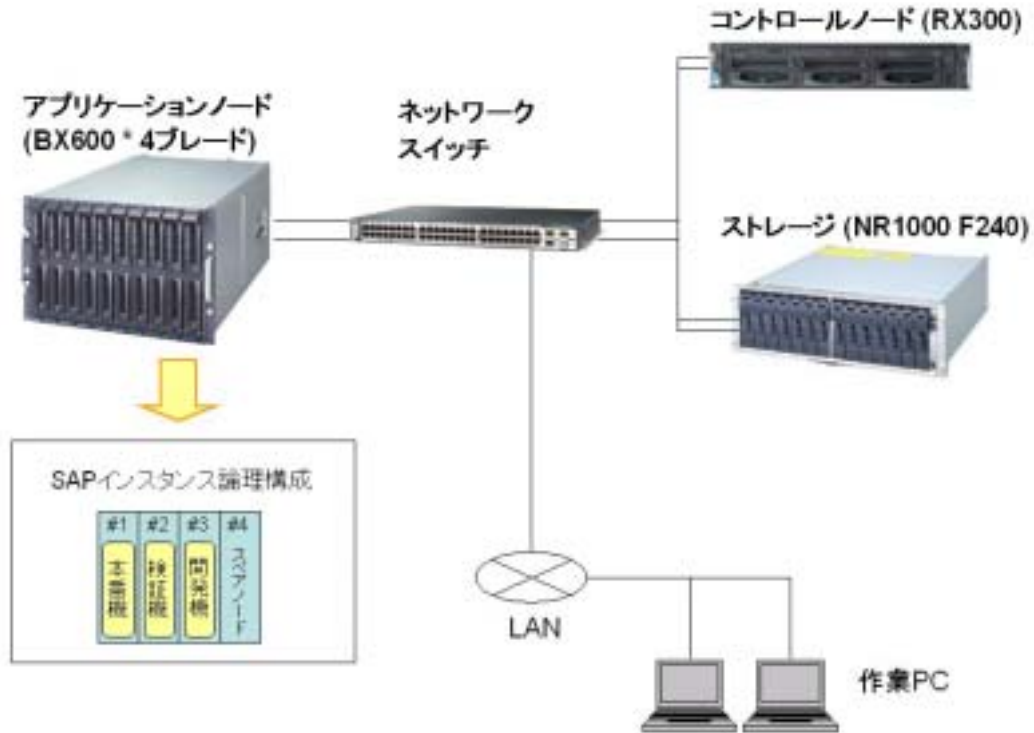 コントロールノード (RX300)
アプリケーションノード
(BX600 * 4ブレード)
ネットワーク
スイッチ
ストレージ (NR1000 F240)
SAPインスタンス論理構成
#1 #2 #3 #4
本番機
検証機
開発機
スペアノード
LAN
作業PC